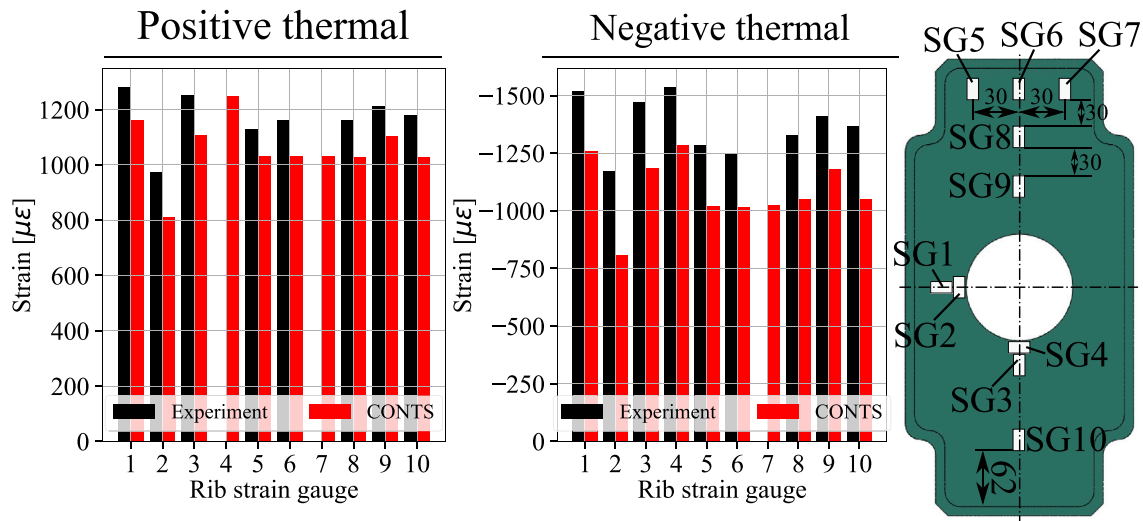 Positive thermal
Strain [με]
1200
1000
800
600
400
200
0
Experiment
CONTS
1 2 3 4 5 6 7 8 9 10
Rib strain gauge
Negative thermal
Strain [με]
−1500
−1250
−1000
−750
−500
−250
0
Experiment
CONTS
1 2 3 4 5 6 7 8 9 10
Rib strain gauge
SG5 SG6 SG7
30 30
30
SG8
30
SG9
SG1
SG2
SG4
SG3
SG10
62